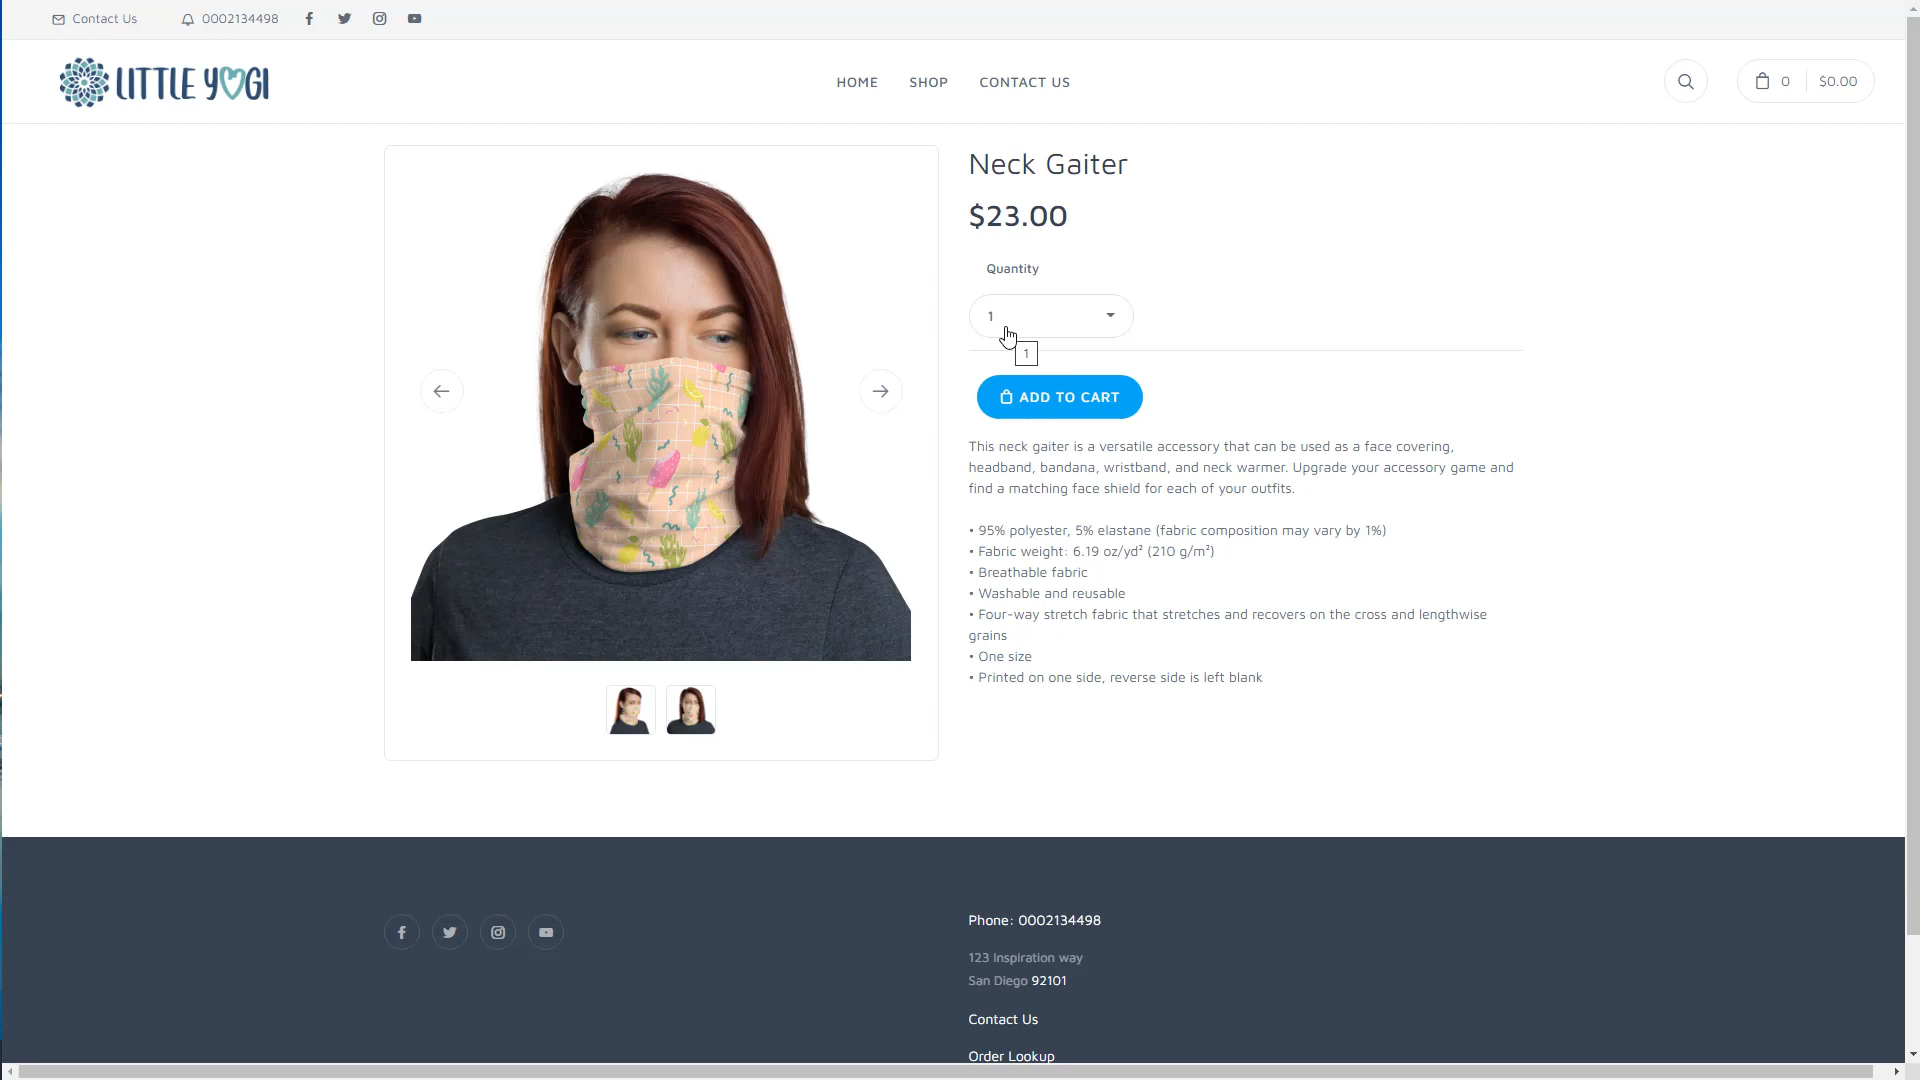 Contact Us
0002134498
LITTLE YOGI
HOME
SHOP
CONTACT US
0
$0.00
Neck Gaiter
$23.00
Quantity
1
1
ADD TO CART
This neck gaiter is a versatile accessory that can be used as a face covering,
headband, bandana, wristband, and neck warmer. Upgrade your accessory game and
find a matching face shield for each of your outfits.
• 95% polyester, 5% elastane (fabric composition may vary by 1%)
• Fabric weight: 6.19 oz/yd² (210 g/m²)
• Breathable fabric
• Washable and reusable
• Four-way stretch fabric that stretches and recovers on the cross and lengthwise
grains
• One size
• Printed on one side, reverse side is left blank
Phone: 0002134498
123 Inspiration way
San Diego 92101
Contact Us
Order Lookup